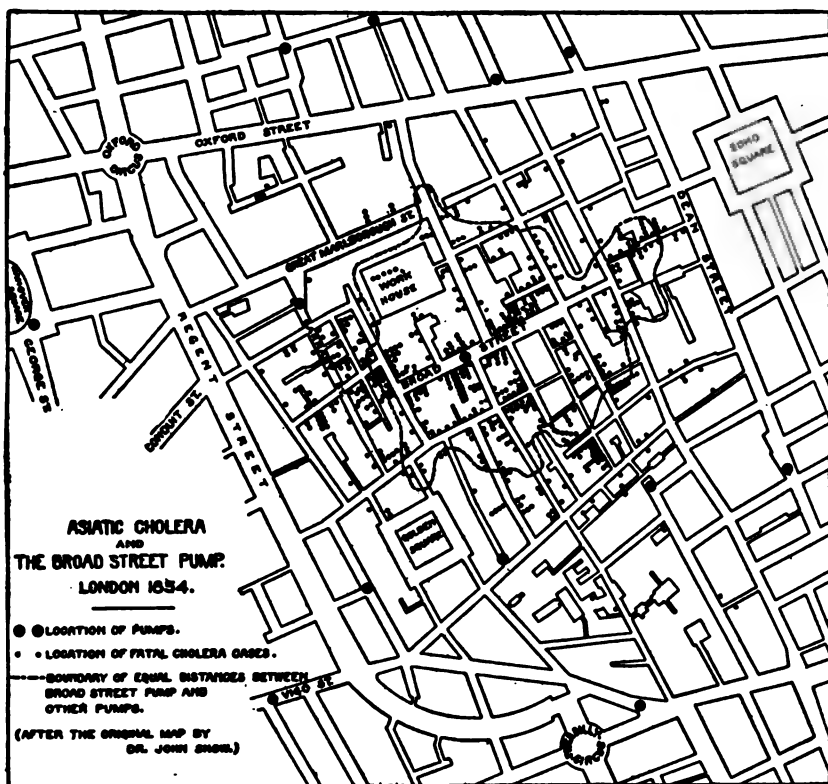 OXFORD CIRCUS
OXFORD STREET
SOHO
SQUARE
DEAN STREET
GREAT MARLBOROUGH ST.
WORK
HOUSE
BROAD STREET
REGENT STREET
GEORGE ST.
CONDUIT ST.
GOLDEN
SQUARE
VIGO ST.
PICCADILLY
CIRCUS
ASIATIC CHOLERA
AND
THE BROAD STREET PUMP.
LONDON 1854.
LOCATION OF PUMPS.
LOCATION OF FATAL CHOLERA CASES.
BOUNDARY OF EQUAL DISTANCES BETWEEN
BROAD STREET PUMP AND
OTHER PUMPS.
(AFTER THE ORIGINAL MAP BY
DR. JOHN SNOW.)